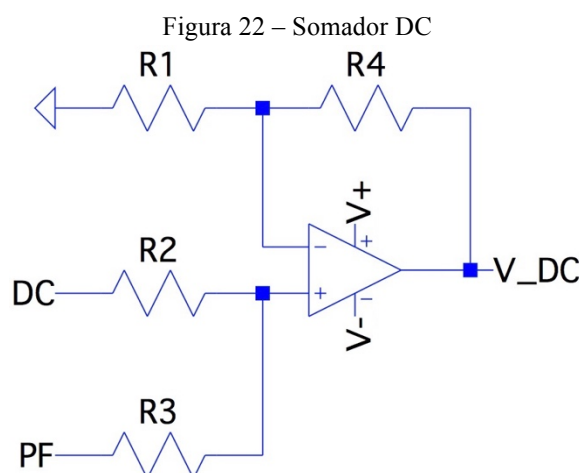 Figura 22 – Somador DC
R1
R4
V+
- +
R2
DC
+ -
V_DC
V-
R3
PF